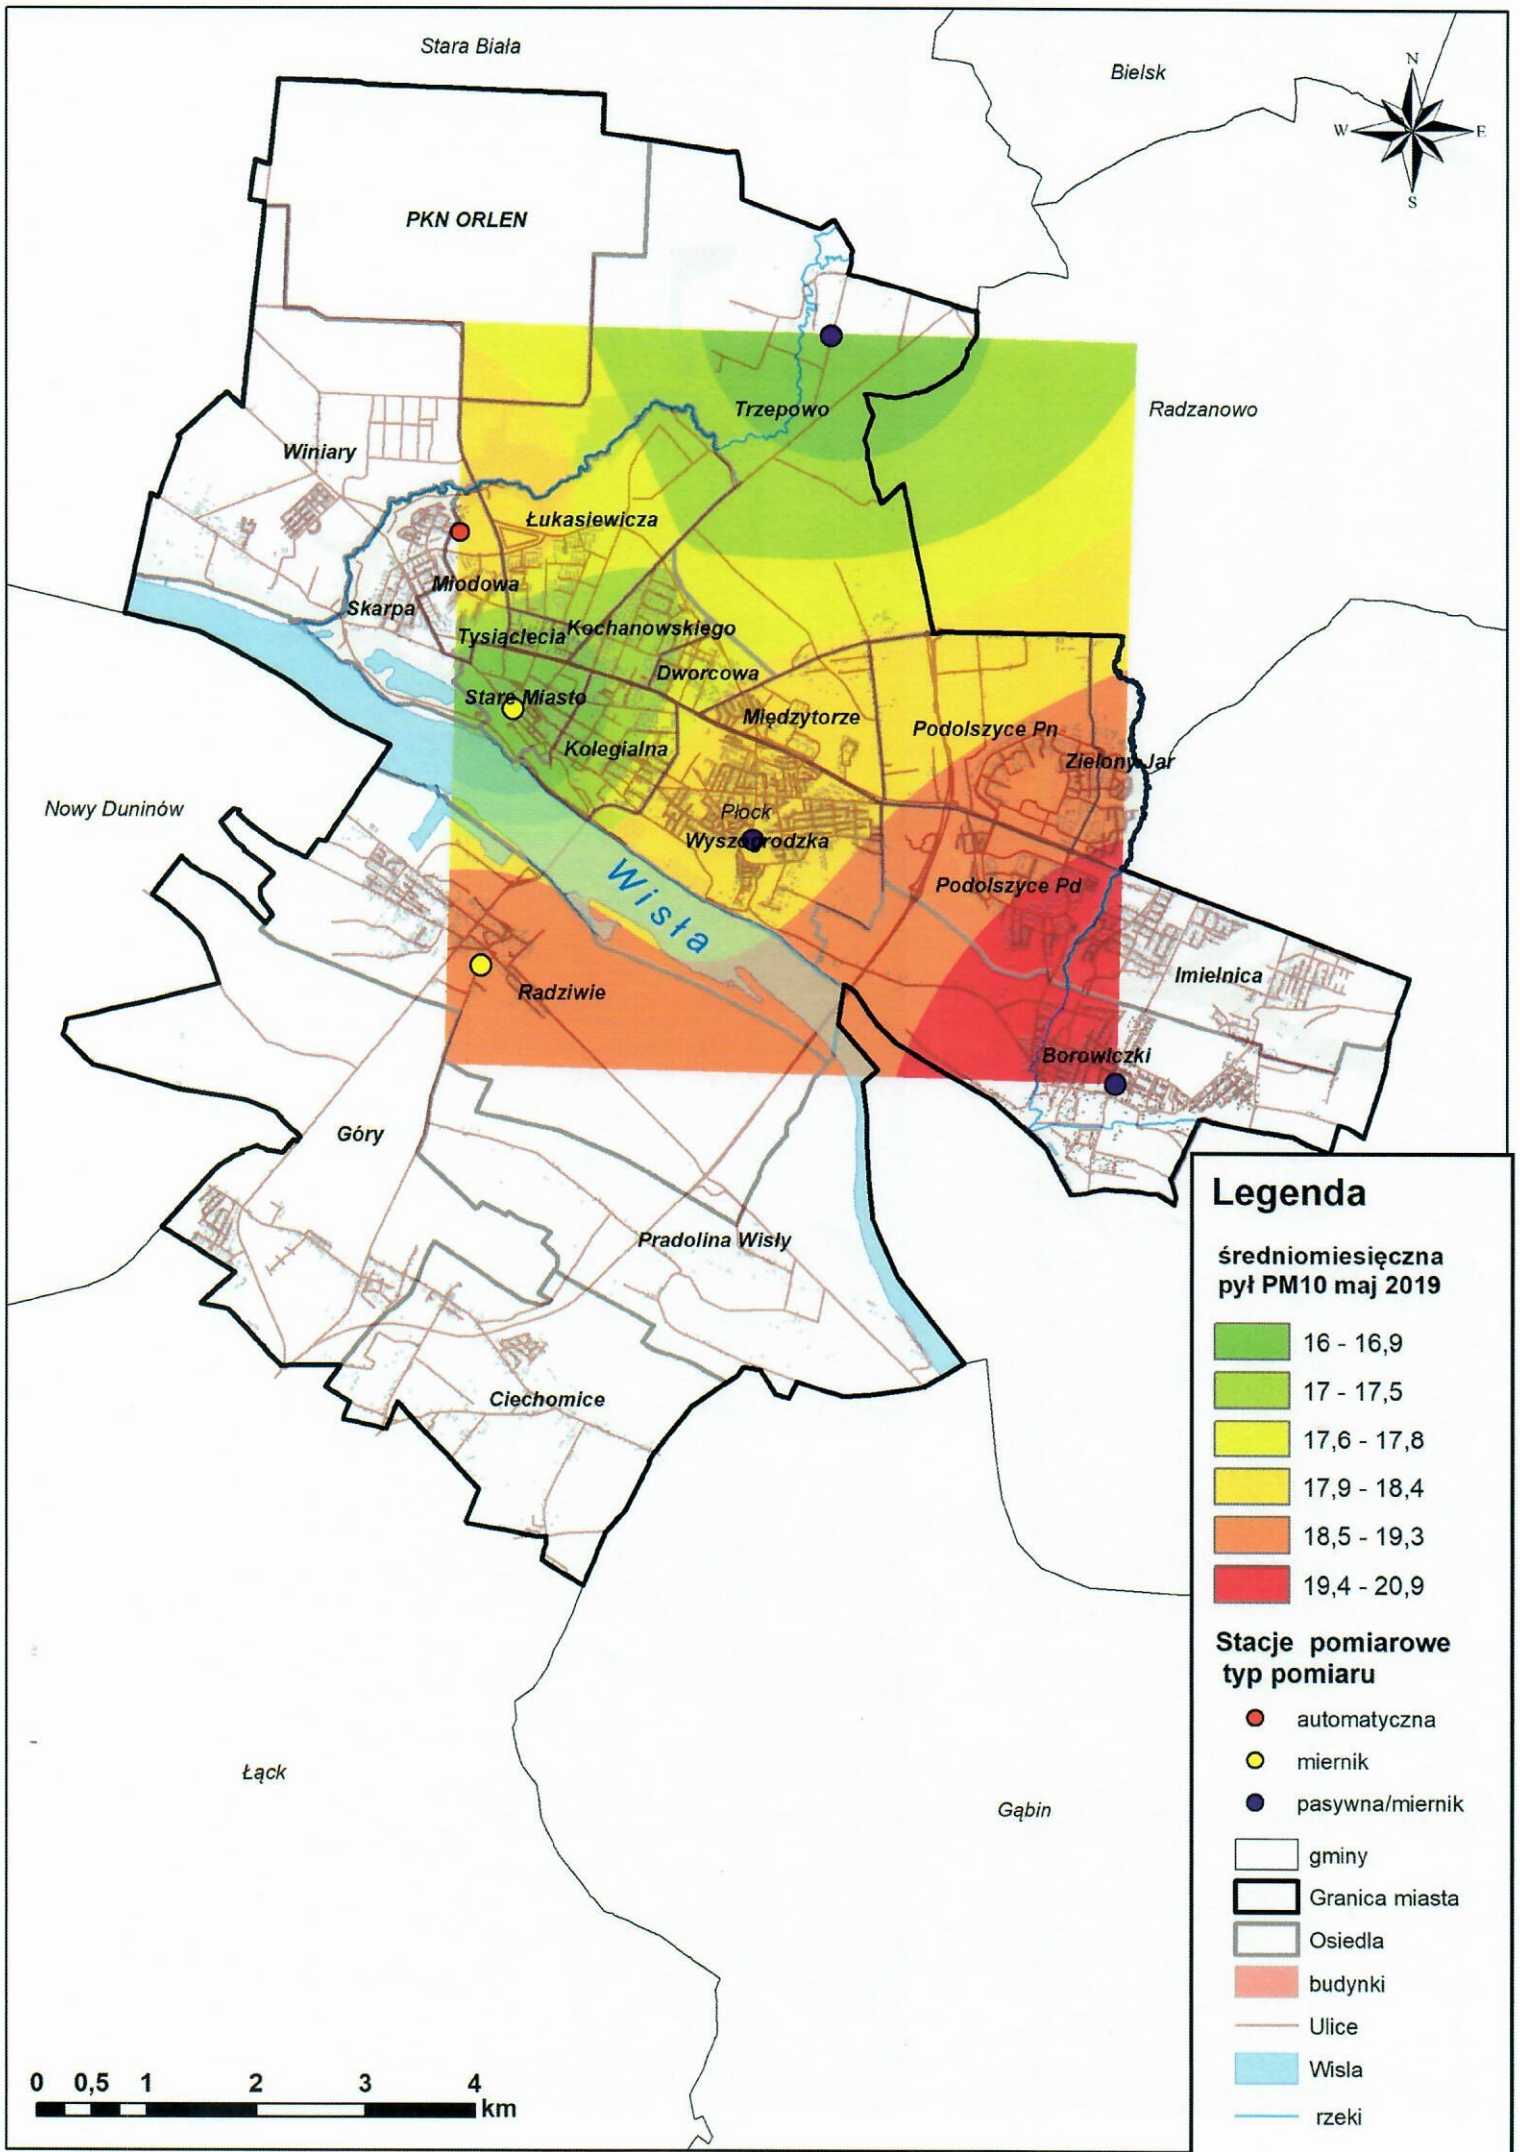 Stara Biała
Bielsk
N
W
E
S
PKN ORLEN
Trzepowo
Radzanowo
Winiary
Łukasiewicza
Miodowa
Skarpa
Tysiąclecia
Kochanowskiego
Dworcowa
Stare Miasto
Międzytorze
Podolszyce Pn
Kolegialna
Zielony Jar
Nowy Duninów
Płock
Wyszogrodzka
Wisła
Podolszyce Pd
Imielnica
Radziwie
Borowiczki
Góry
Pradolina Wisły
Ciechomice
Łąck
Gąbin
Legenda
średniomiesięczna
pył PM10 maj 2019
16 - 16,9
17 - 17,5
17,6 - 17,8
17,9 - 18,4
18,5 - 19,3
19,4 - 20,9
Stacje pomiarowe
typ pomiaru
automatyczna
miernik
pasywna/miernik
gminy
Granica miasta
Osiedla
budynki
Ulice
Wisla
rzeki
0 0,5 1 2 3 4
km